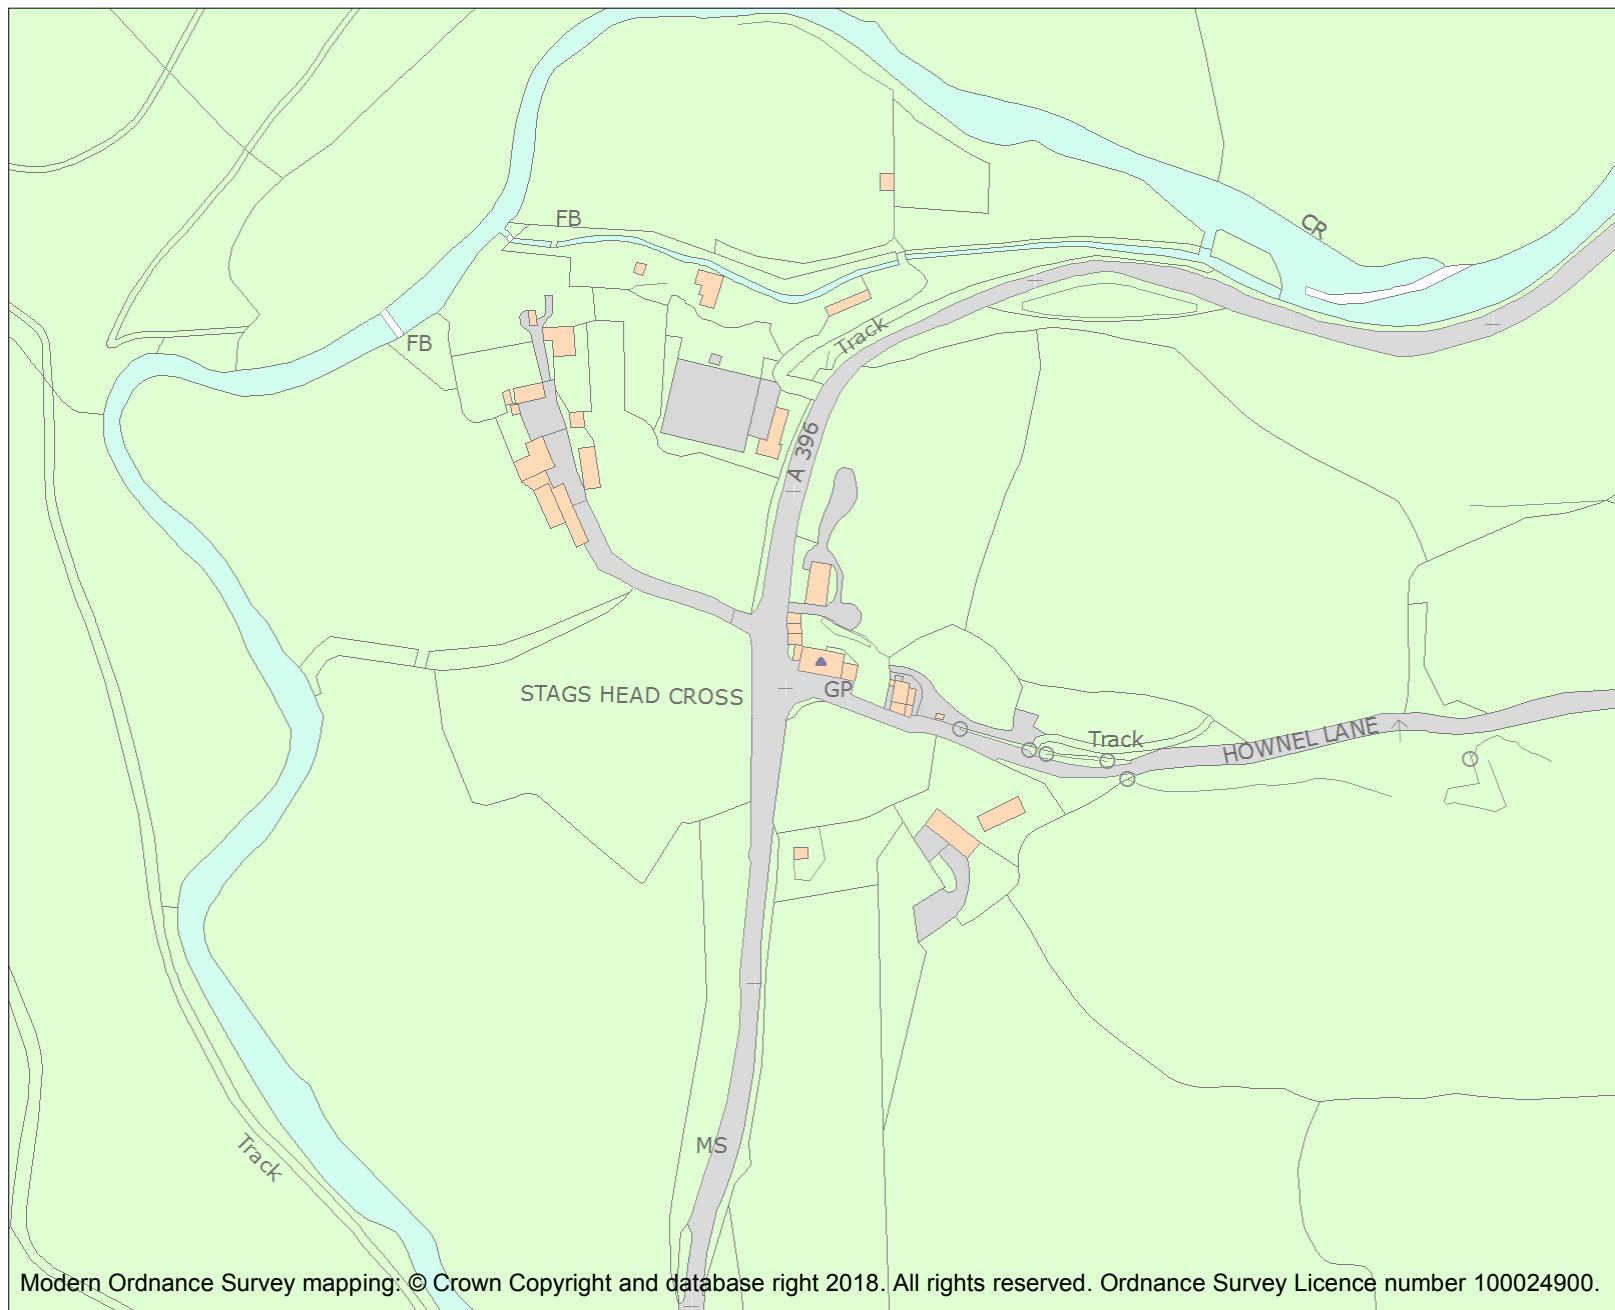 FB
CR
FB
Track
A 396
STAGS HEAD CROSS
GP
Track
HOWNEL LANE
MS
Track
Modern Ordnance Survey mapping: © Crown Copyright and database right 2018. All rights reserved. Ordnance Survey Licence number 100024900.